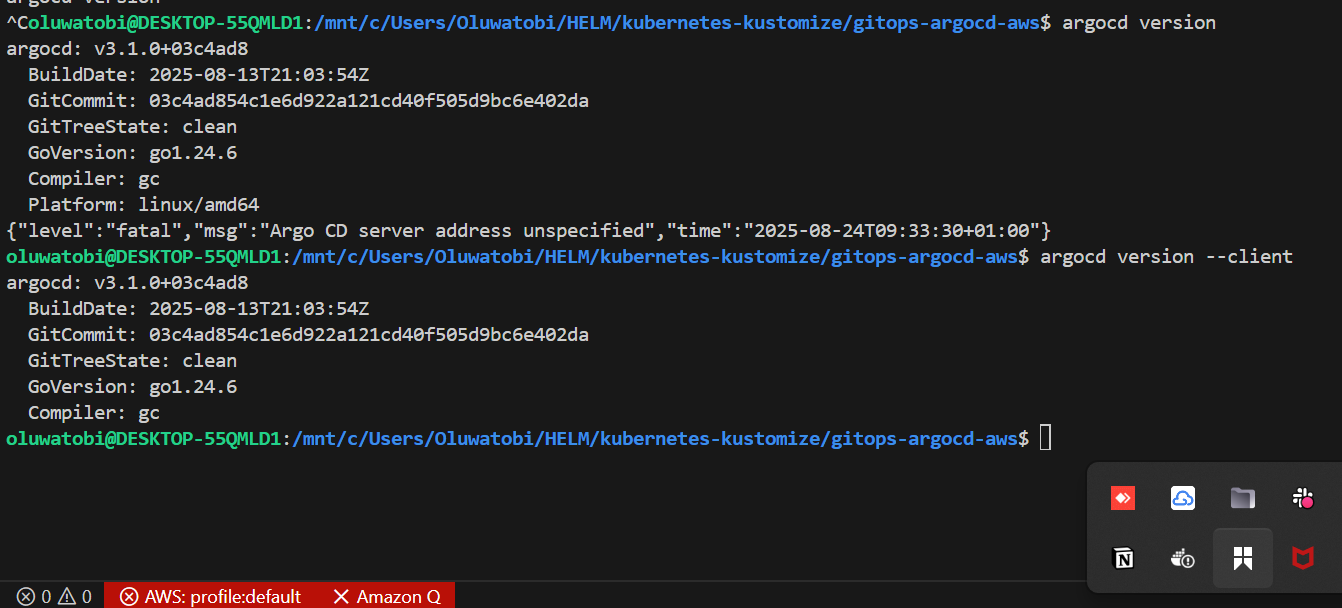 argocd version
^Coluwatobi@DESKTOP-55QMLD1:/mnt/c/Users/Oluwatobi/HELM/kubernetes-kustomize/gitops-argocd-aws$ argocd version
argocd: v3.1.0+03c4ad8
  BuildDate: 2025-08-13T21:03:54Z
  GitCommit: 03c4ad854c1e6d922a121cd40f505d9bc6e402da
  GitTreeState: clean
  GoVersion: go1.24.6
  Compiler: gc
  Platform: linux/amd64
{"level":"fatal","msg":"Argo CD server address unspecified","time":"2025-08-24T09:33:30+01:00"}
oluwatobi@DESKTOP-55QMLD1:/mnt/c/Users/Oluwatobi/HELM/kubernetes-kustomize/gitops-argocd-aws$ argocd version --client
argocd: v3.1.0+03c4ad8
  BuildDate: 2025-08-13T21:03:54Z
  GitCommit: 03c4ad854c1e6d922a121cd40f505d9bc6e402da
  GitTreeState: clean
  GoVersion: go1.24.6
  Compiler: gc
oluwatobi@DESKTOP-55QMLD1:/mnt/c/Users/Oluwatobi/HELM/kubernetes-kustomize/gitops-argocd-aws$
N
0 0 AWS: profile:default Amazon Q